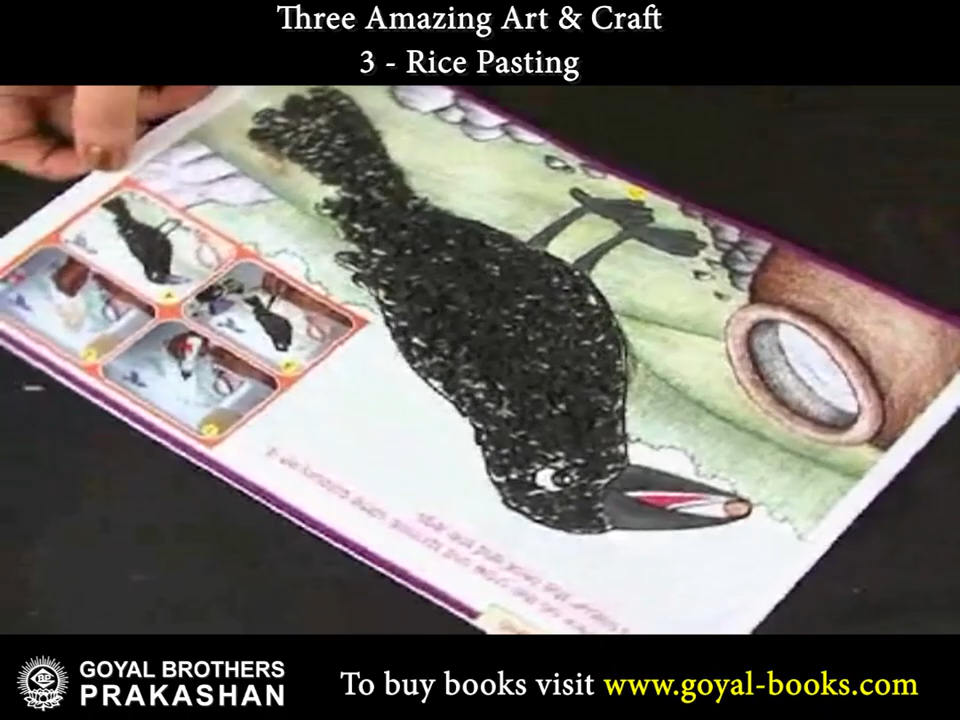 Three Amazing Art & Craft
3 - Rice Pasting
GOYAL BROTHERS
PRAKASHAN
To buy books visit www.goyal-books.com